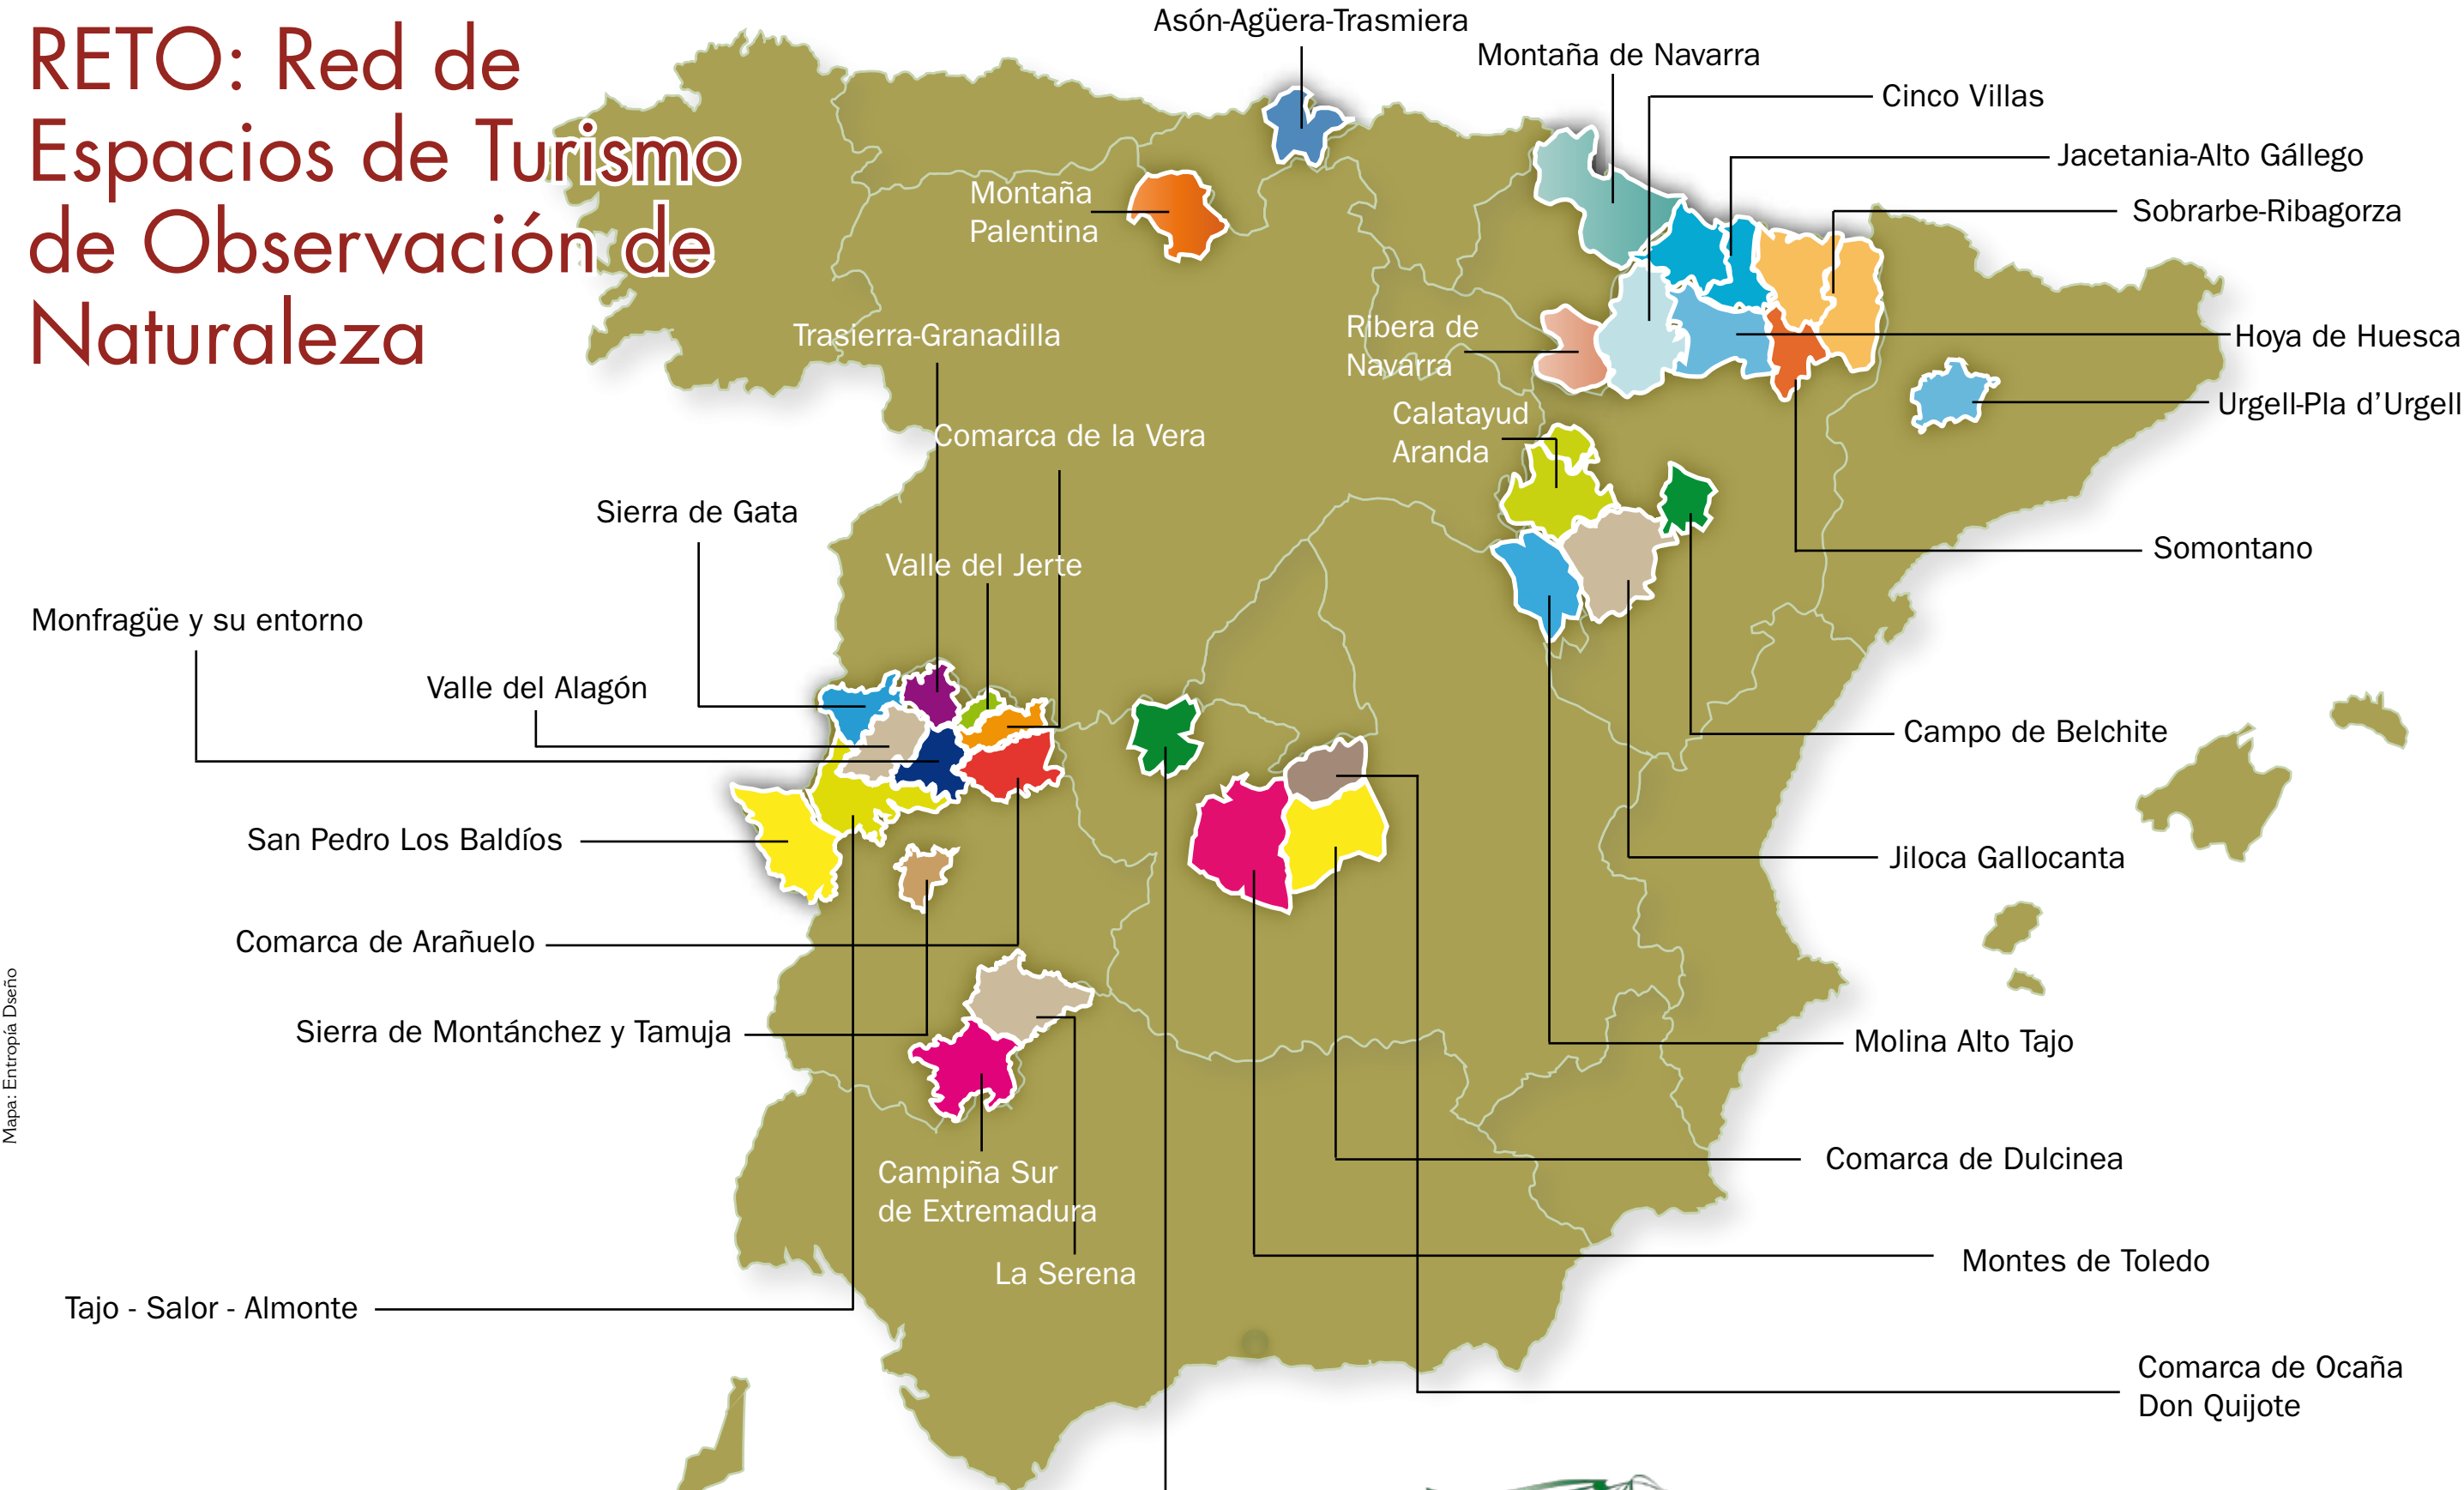 RETO: Red de
Espacios de Turismo
de Observación de
Naturaleza
Asón-Agüera-Trasmiera
Montaña de Navarra
Cinco Villas
Jacetania-Alto Gállego
Sobrarbe-Ribagorza
Montaña
Palentina
Trasierra-Granadilla
Ribera de
Navarra
Hoya de Huesca
Urgell-Pla d’Urgell
Calatayud
Aranda
Comarca de la Vera
Sierra de Gata
Valle del Jerte
Somontano
Monfragüe y su entorno
Valle del Alagón
Campo de Belchite
San Pedro Los Baldíos
Jiloca Gallocanta
Comarca de Arañuelo
Sierra de Montánchez y Tamuja
Molina Alto Tajo
Mapa: Entropía Dseño
Campiña Sur
de Extremadura
Comarca de Dulcinea
La Serena
Montes de Toledo
Tajo - Salor - Almonte
Comarca de Ocaña
Don Quijote